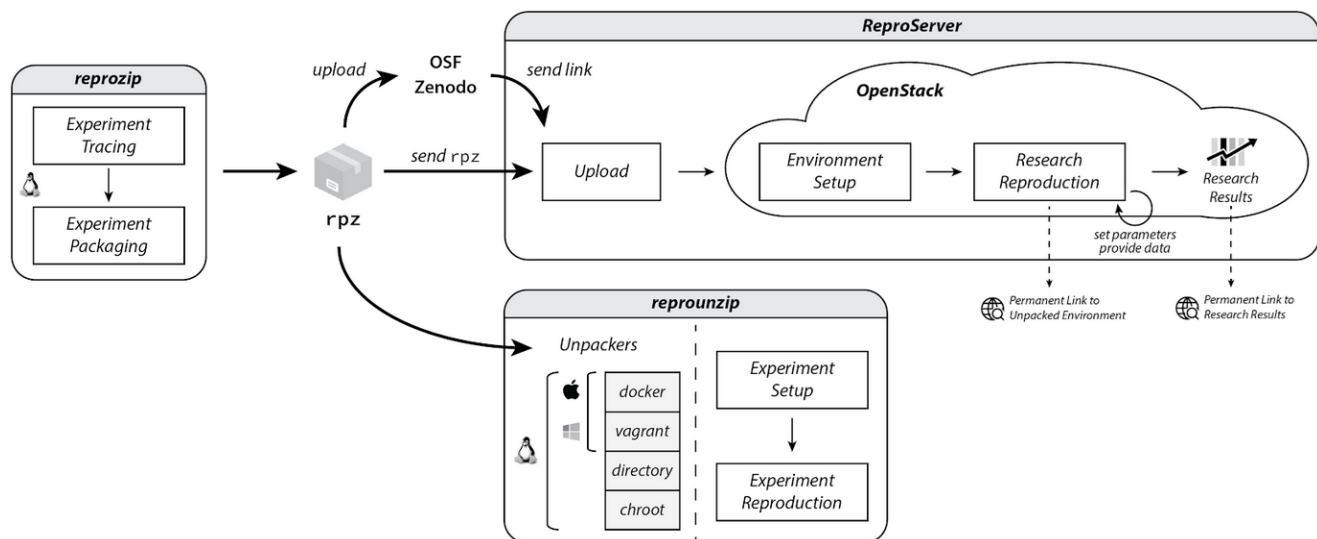 reprozip
Experiment
Tracing
Experiment
Packaging
upload
OSF
Zenodo
send link
send rpz
rpz
ReproServer
OpenStack
Upload
Environment
Setup
Research
Reproduction
Research
Results
set parameters
provide data
Permanent Link to
Unpacked Environment
Permanent Link to
Research Results
reprounzip
Unpackers
docker
vagrant
directory
chroot
Experiment
Setup
Experiment
Reproduction